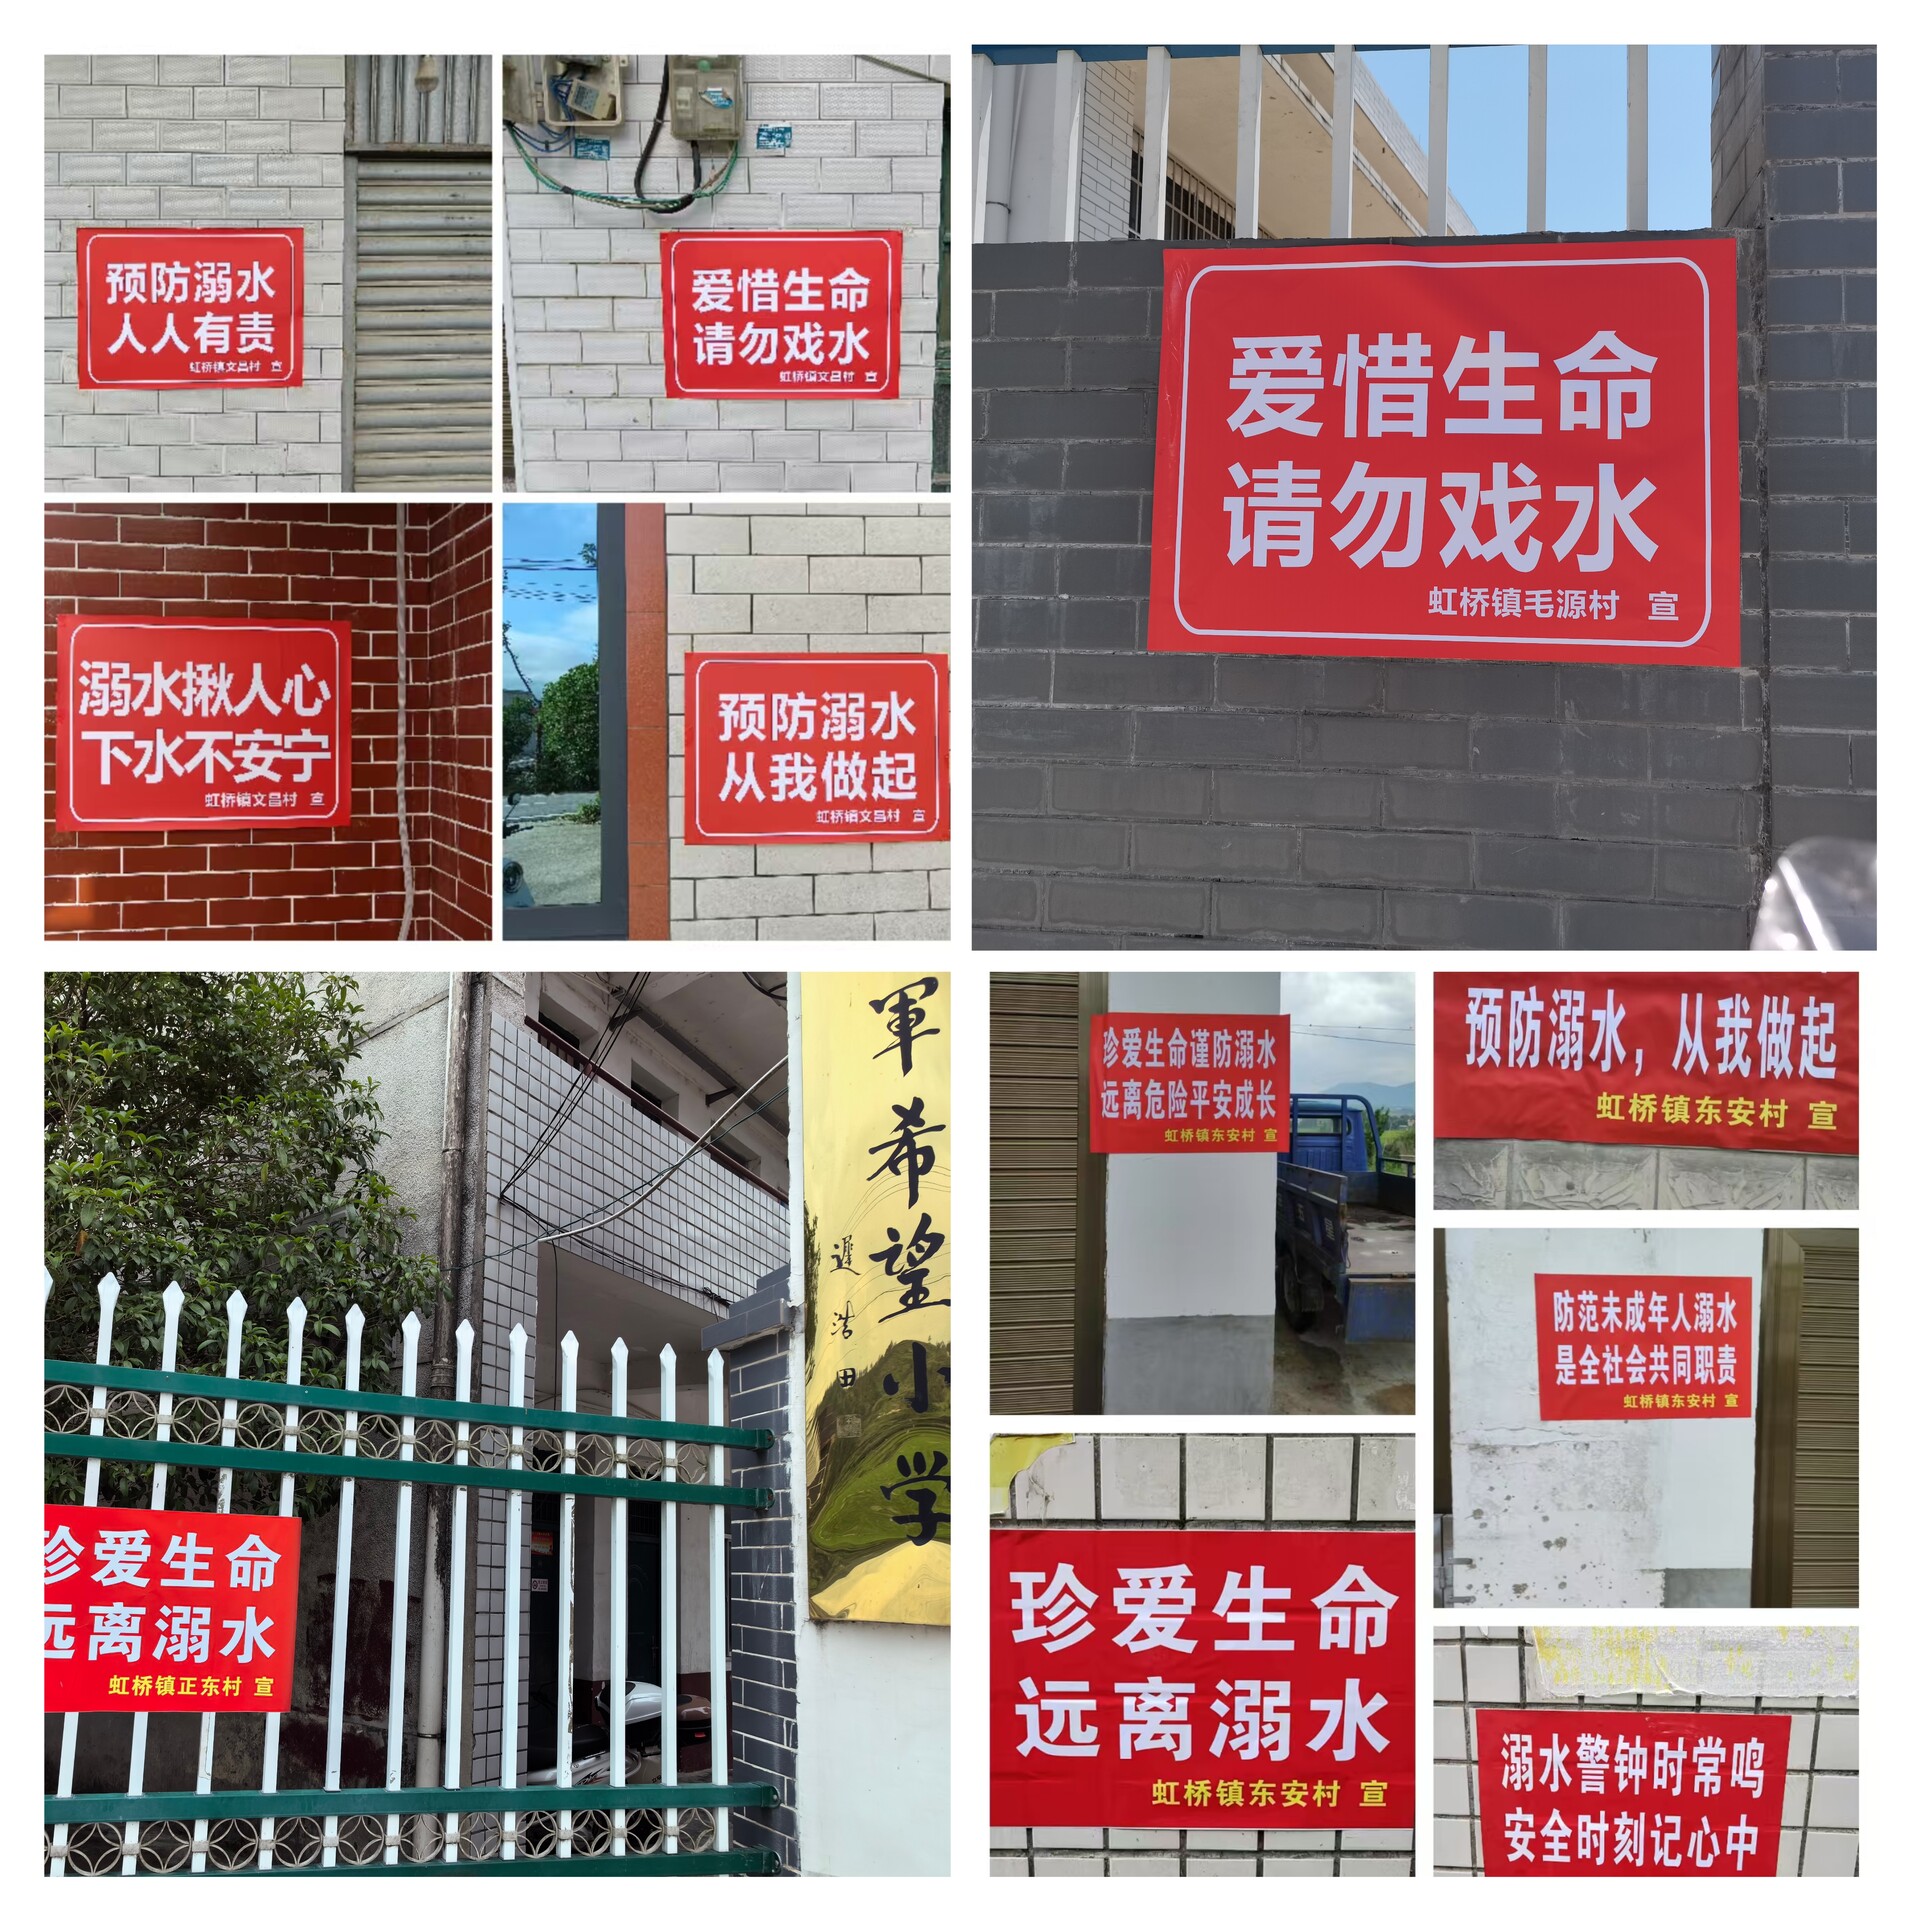 预防溺水
人人有责
虹桥镇文昌村 宣
爱惜生命
请勿戏水
虹桥镇文昌村 宣
溺水揪人心
下水不安宁
虹桥镇文昌村 宣
预防溺水
从我做起
虹桥镇文昌村 宣
爱惜生命
请勿戏水
虹桥镇毛源村 宣
軍希望小学
遲浩田
珍爱生命
远离溺水
虹桥镇正东村 宣
珍爱生命谨防溺水
远离危险平安成长
虹桥镇东安村 宣
预防溺水，从我做起
虹桥镇东安村 宣
防范未成年人溺水
是全社会共同职责
虹桥镇东安村 宣
珍爱生命
远离溺水
虹桥镇东安村 宣
溺水警钟时常鸣
安全时刻记心中